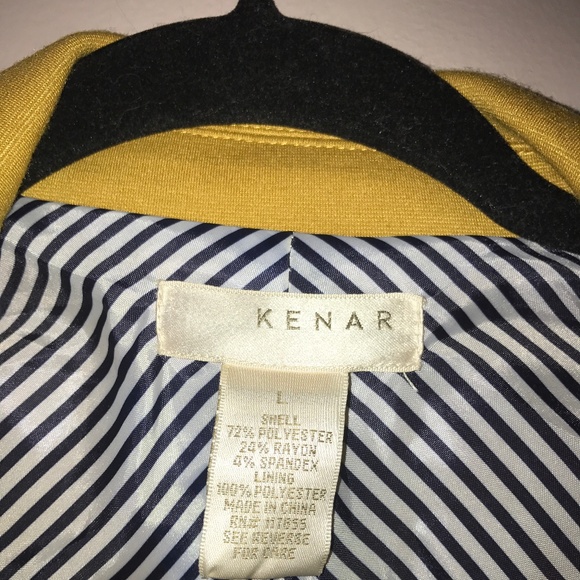 KENAR
L
SHELL
72% POLYESTER
24% RAYON
4% SPANDEX
LINING
100% POLYESTER
MADE IN CHINA
RN# 117655
SEE REVERSE
FOR CARE